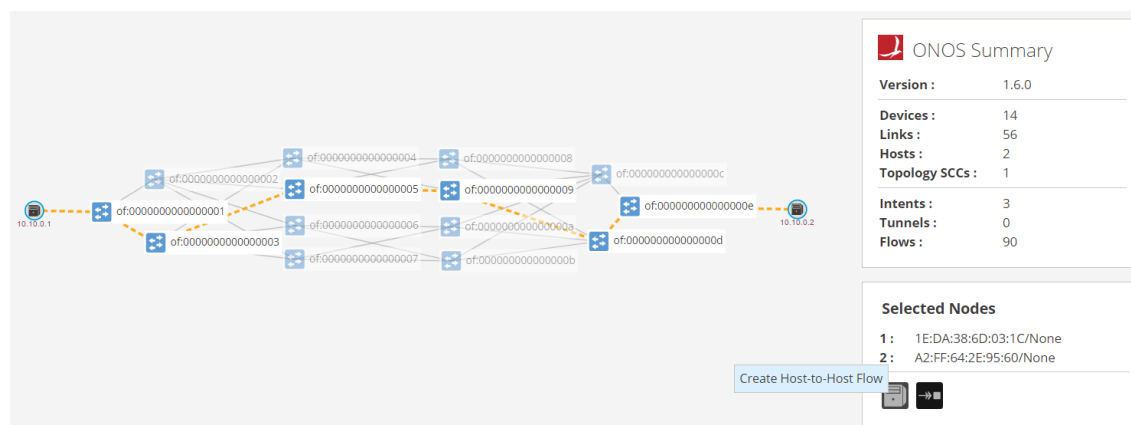 ONOS Summary
Version : 1.6.0
Devices : 14
Links : 56
Hosts : 2
Topology SCCs : 1
Intents : 3
Tunnels : 0
Flows : 90
of:0000000000000004
of:0000000000000008
of:0000000000000002
of:000000000000000c
of:0000000000000005
of:0000000000000009
10.10.0.1
of:0000000000000001
of:000000000000000e
10.10.0.2
of:0000000000000006
of:000000000000000a
of:0000000000000003
of:000000000000000d
of:0000000000000007
of:000000000000000b
Selected Nodes
1 : 1E:DA:38:6D:03:1C/None
2 : A2:FF:64:2E:95:60/None
Create Host-to-Host Flow